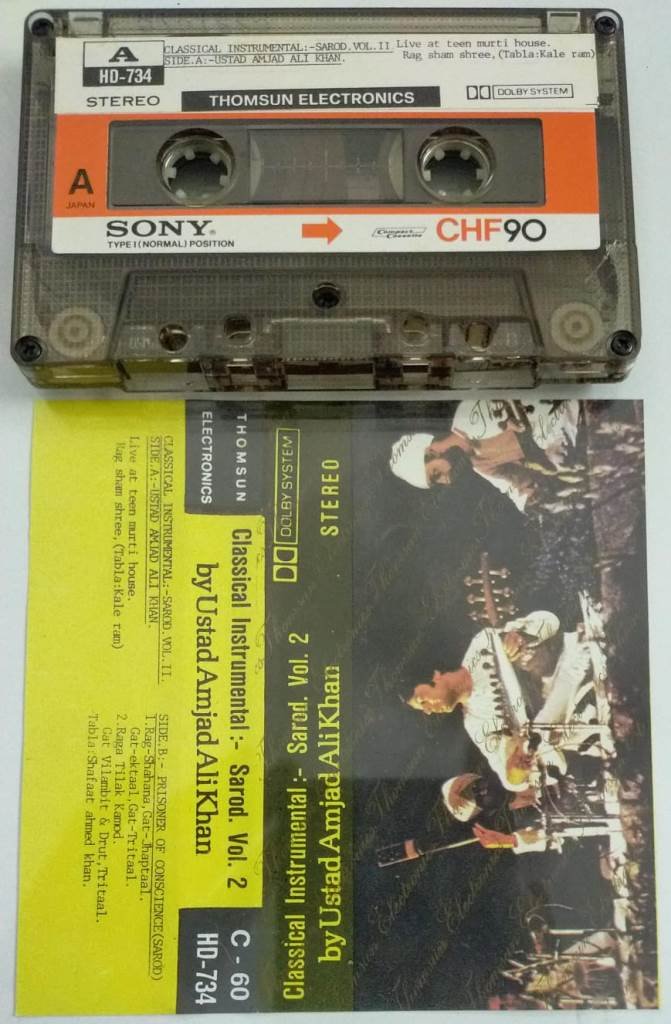 A
HD-734
STEREO
CLASSICAL INSTRUMENTAL:-SAROD.VOL.II
SIDE.A:-USTAD AMJAD ALI KHAN.
Live at teen murti house.
Rag sham shree,(Tabla:Kale ram)
THOMSUN ELECTRONICS
DOLBY SYSTEM
A
JAPAN
SONY®
TYPE I (NORMAL) POSITION
Compact Cassette
CHF90
STEREO
DOLBY SYSTEM
Classical Instrumental:- Sarod. Vol. 2
by Ustad Amjad Ali Khan
THOMSUN
ELECTRONICS
Classical Instrumental:- Sarod. Vol. 2
by Ustad Amjad Ali Khan
C - 60
HD-734
CLASSICAL INSTRUMENTAL:-SAROD.VOL.II.
SIDE.A:-USTAD AMJAD ALI KHAN.
Live at teen murti house.
Rag sham shree,(Tabla:Kale ram)
SIDE.B:- PRISONER OF CONSCIENCE(SAROD)
1.Rag-Shahana,Gat-Jhaptaal.
Gat-ektaal,Gat-Tritaal.
2.Raga Tilak Kamod.
Gat Vilambit & Drut,Tritaal.
Tabla:Shafaat ahmed khan.